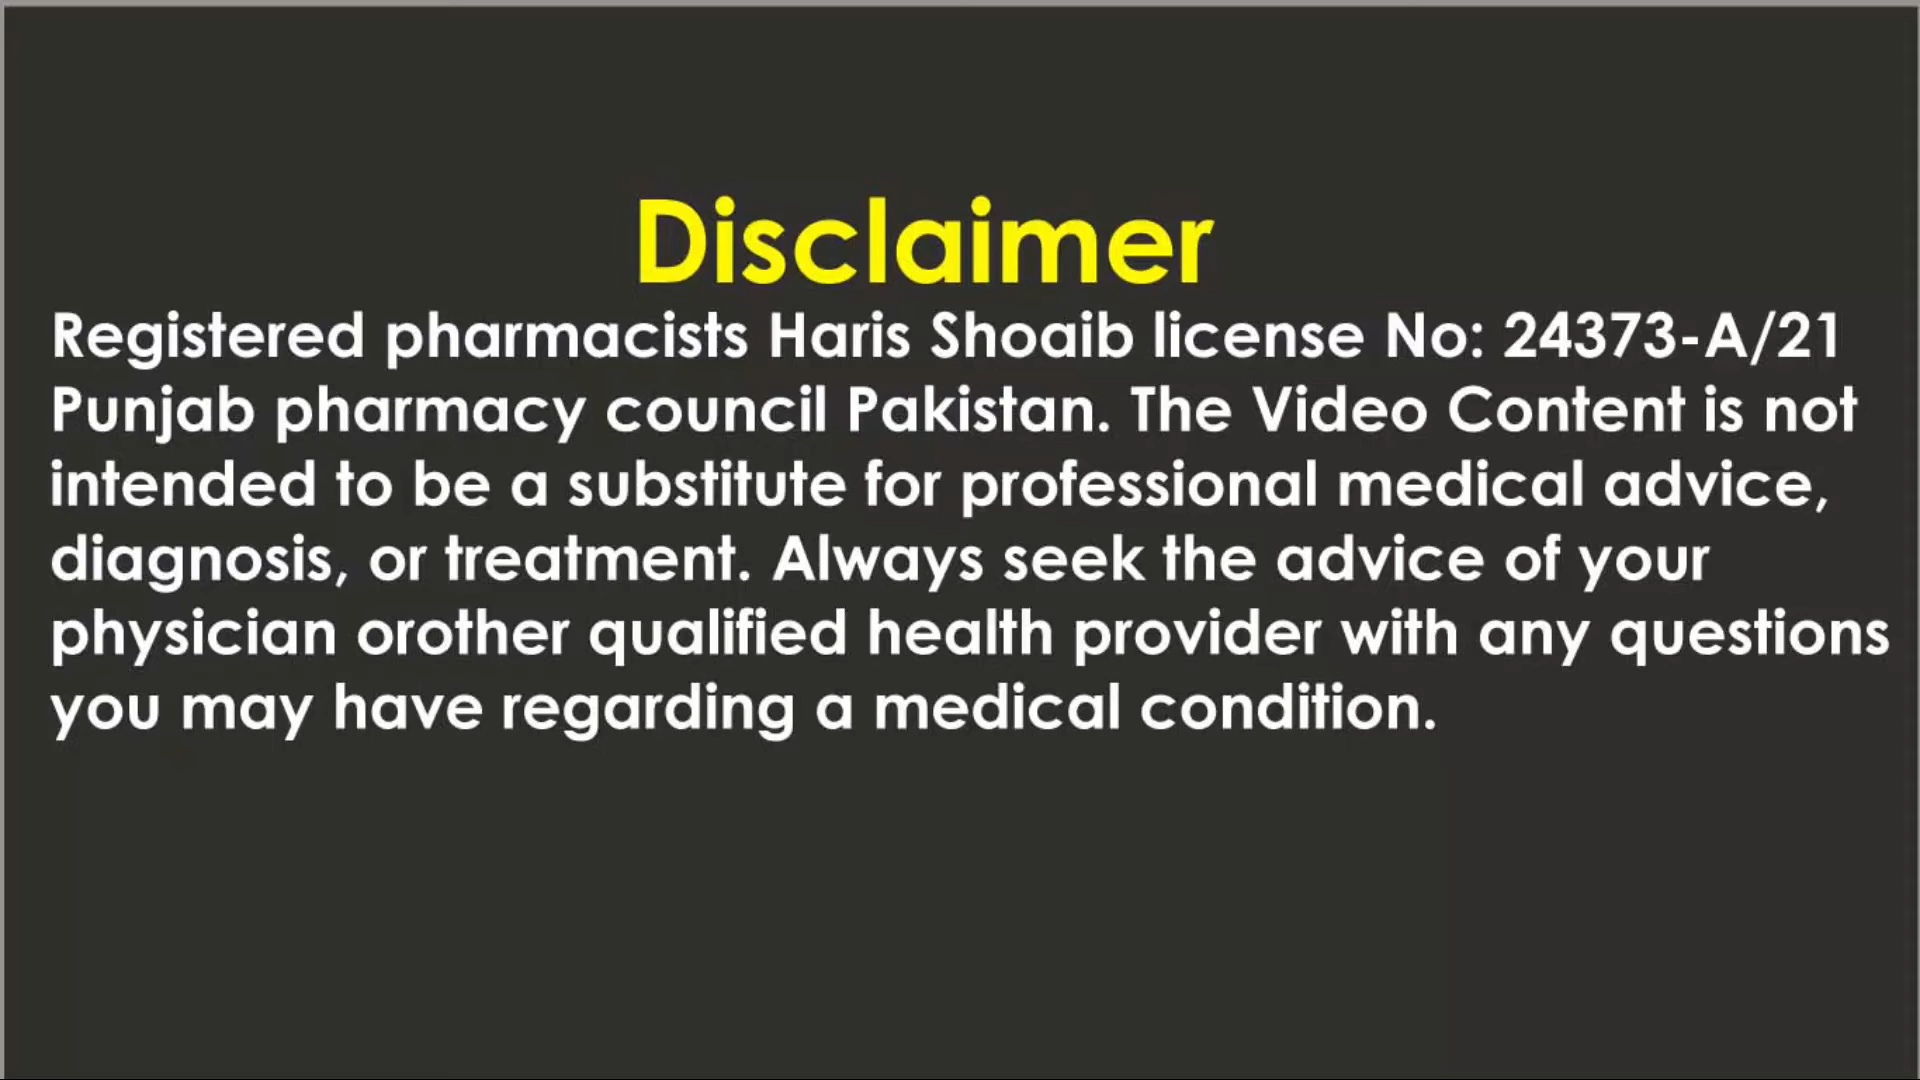 Disclaimer
Registered pharmacists Haris Shoaib license No: 24373-A/21
Punjab pharmacy council Pakistan. The Video Content is not
intended to be a substitute for professional medical advice,
diagnosis, or treatment. Always seek the advice of your
physician orother qualified health provider with any questions
you may have regarding a medical condition.